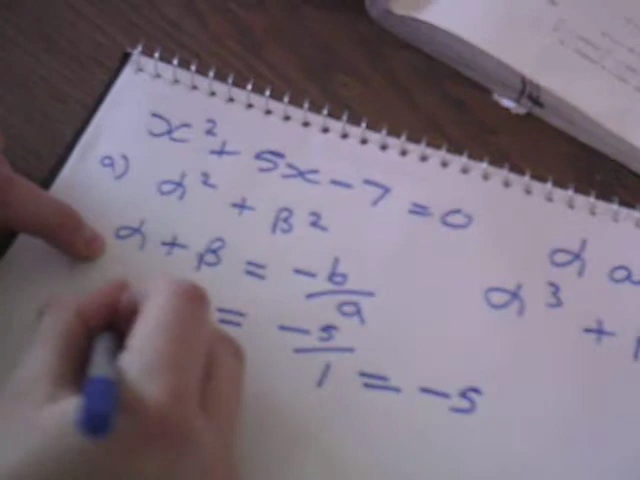 x² + 5x - 7 = 0
a) α² + β²
α + β = -b/a
= -5/1 = -5
α a
α³ +